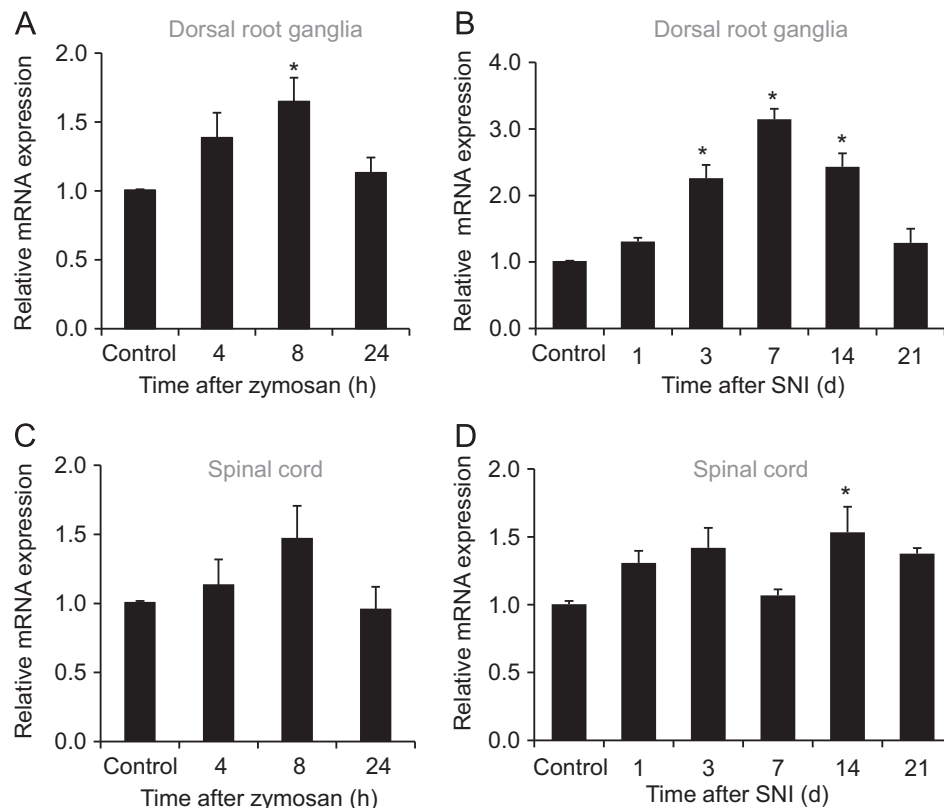 A
Dorsal root ganglia
Relative mRNA expression
2.0
1.5
1.0
0.5
0.0
*
Control 4 8 24
Time after zymosan (h)
B
Dorsal root ganglia
Relative mRNA expression
4.0
3.0
2.0
1.0
0.0
* * *
Control 1 3 7 14 21
Time after SNI (d)
C
Spinal cord
Relative mRNA expression
2.0
1.5
1.0
0.5
0.0
Control 4 8 24
Time after zymosan (h)
D
Spinal cord
Relative mRNA expression
2.0
1.5
1.0
0.5
0.0
*
Control 1 3 7 14 21
Time after SNI (d)